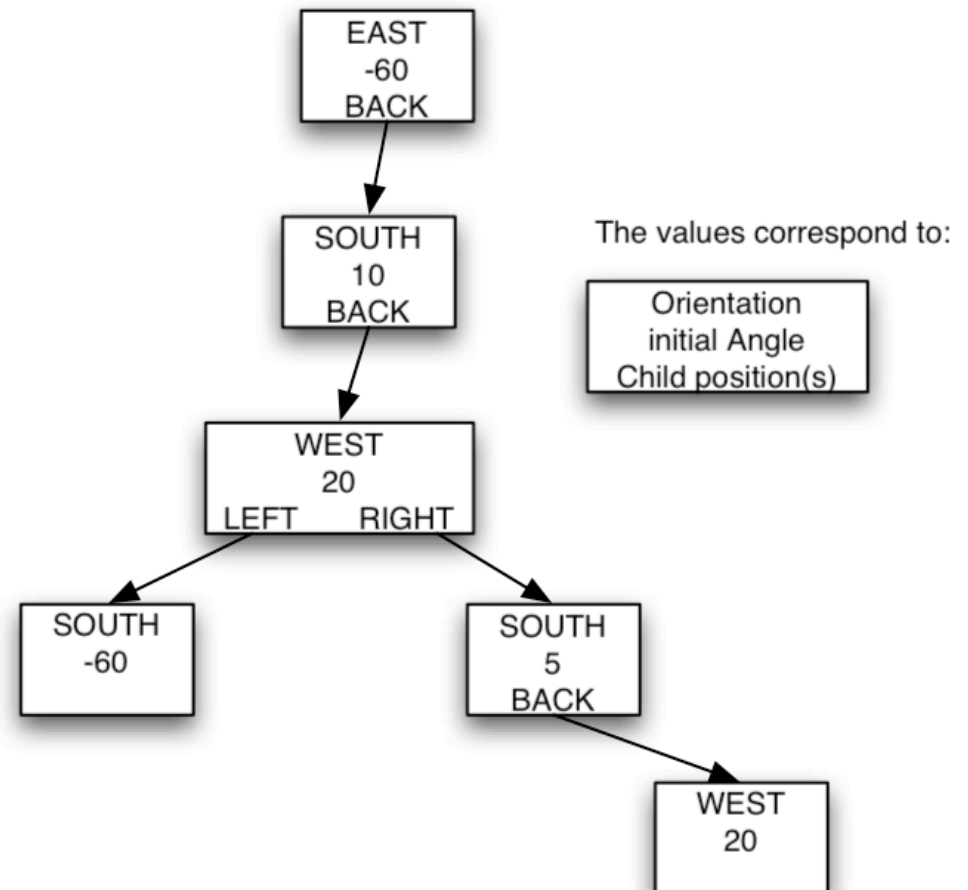 EAST
-60
BACK
SOUTH
10
BACK
The values correspond to:
Orientation
initial Angle
Child position(s)
WEST
20
LEFT RIGHT
SOUTH
-60
SOUTH
5
BACK
WEST
20